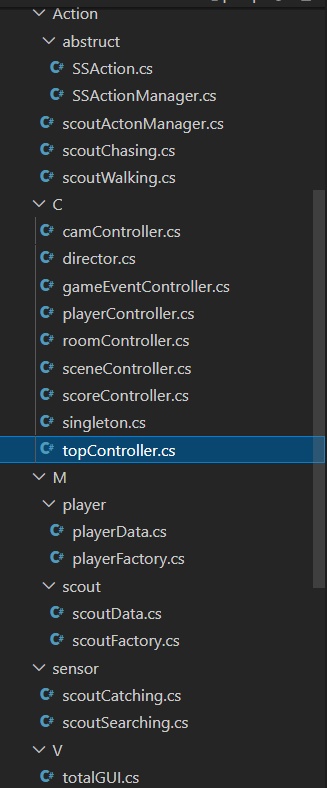 Action
abstruct
C# SSAction.cs
C# SSActionManager.cs
C# scoutActonManager.cs
C# scoutChasing.cs
C# scoutWalking.cs
C
C# camController.cs
C# director.cs
C# gameEventController.cs
C# playerController.cs
C# roomController.cs
C# sceneController.cs
C# scoreController.cs
C# singleton.cs
C# topController.cs
M
player
C# playerData.cs
C# playerFactory.cs
scout
C# scoutData.cs
C# scoutFactory.cs
sensor
C# scoutCatching.cs
C# scoutSearching.cs
V
C# totalGUI.cs